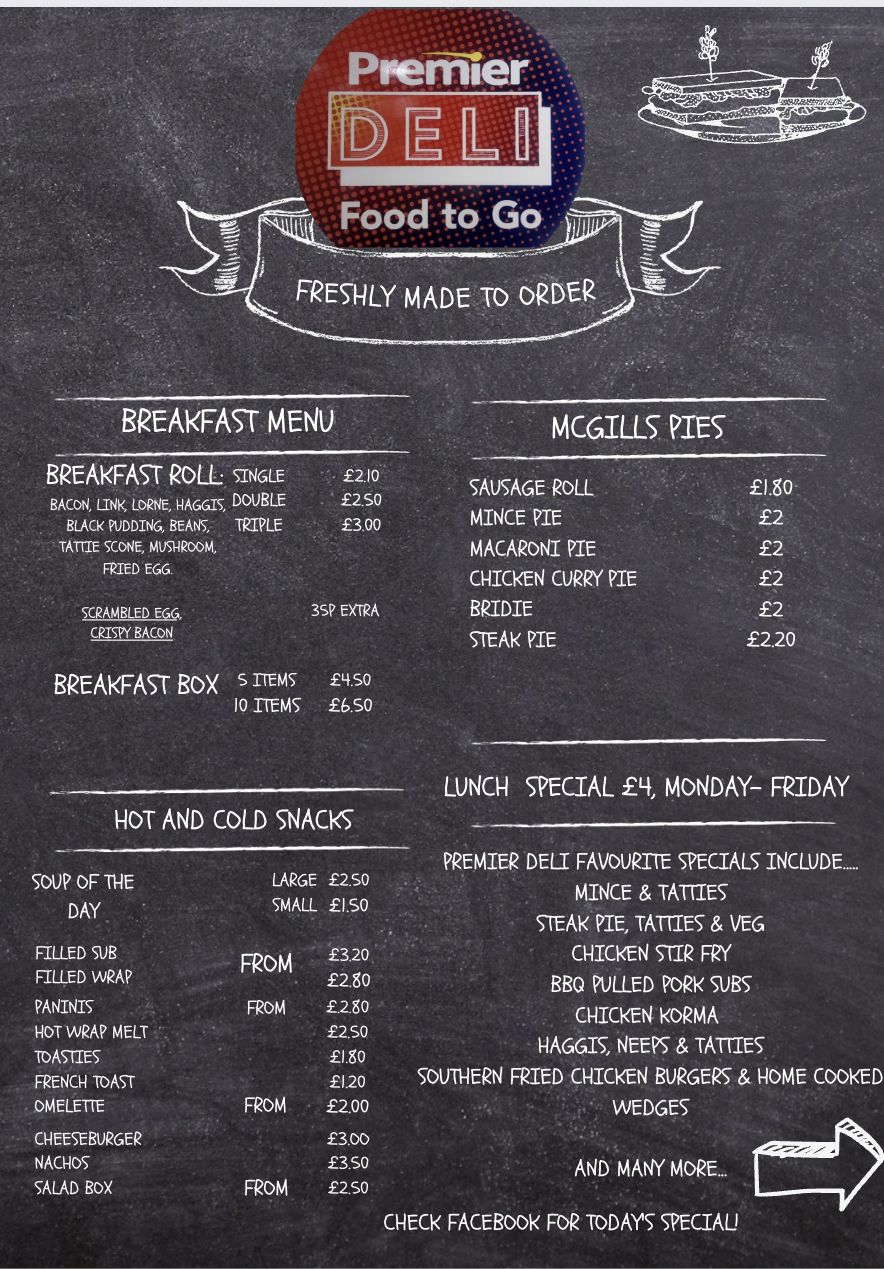 Premier
DELI
Food to Go
FRESHLY MADE TO ORDER
BREAKFAST MENU
BREAKFAST ROLL: SINGLE £2.10
BACON, LINK, LORNE, HAGGIS, DOUBLE £2.50
BLACK PUDDING, BEANS, TRIPLE £3.00
TATTIE SCONE, MUSHROOM,
FRIED EGG.
SCRAMBLED EGG, 35P EXTRA
CRISPY BACON
BREAKFAST BOX 5 ITEMS £4.50
10 ITEMS £6.50
MCGILLS PIES
SAUSAGE ROLL £1.80
MINCE PIE £2
MACARONI PIE £2
CHICKEN CURRY PIE £2
BRIDIE £2
STEAK PIE £2.20
HOT AND COLD SNACKS
SOUP OF THE LARGE £2.50
DAY SMALL £1.50
FILLED SUB FROM £3.20
FILLED WRAP £2.80
PANINIS FROM £2.80
HOT WRAP MELT £2.50
TOASTIES £1.80
FRENCH TOAST £1.20
OMELETTE FROM £2.00
CHEESEBURGER £3.00
NACHOS £3.50
SALAD BOX FROM £2.50
LUNCH SPECIAL £4, MONDAY- FRIDAY
PREMIER DELI FAVOURITE SPECIALS INCLUDE.....
MINCE & TATTIES
STEAK PIE, TATTIES & VEG
CHICKEN STIR FRY
BBQ PULLED PORK SUBS
CHICKEN KORMA
HAGGIS, NEEPS & TATTIES
SOUTHERN FRIED CHICKEN BURGERS & HOME COOKED
WEDGES
AND MANY MORE...
CHECK FACEBOOK FOR TODAY'S SPECIAL!